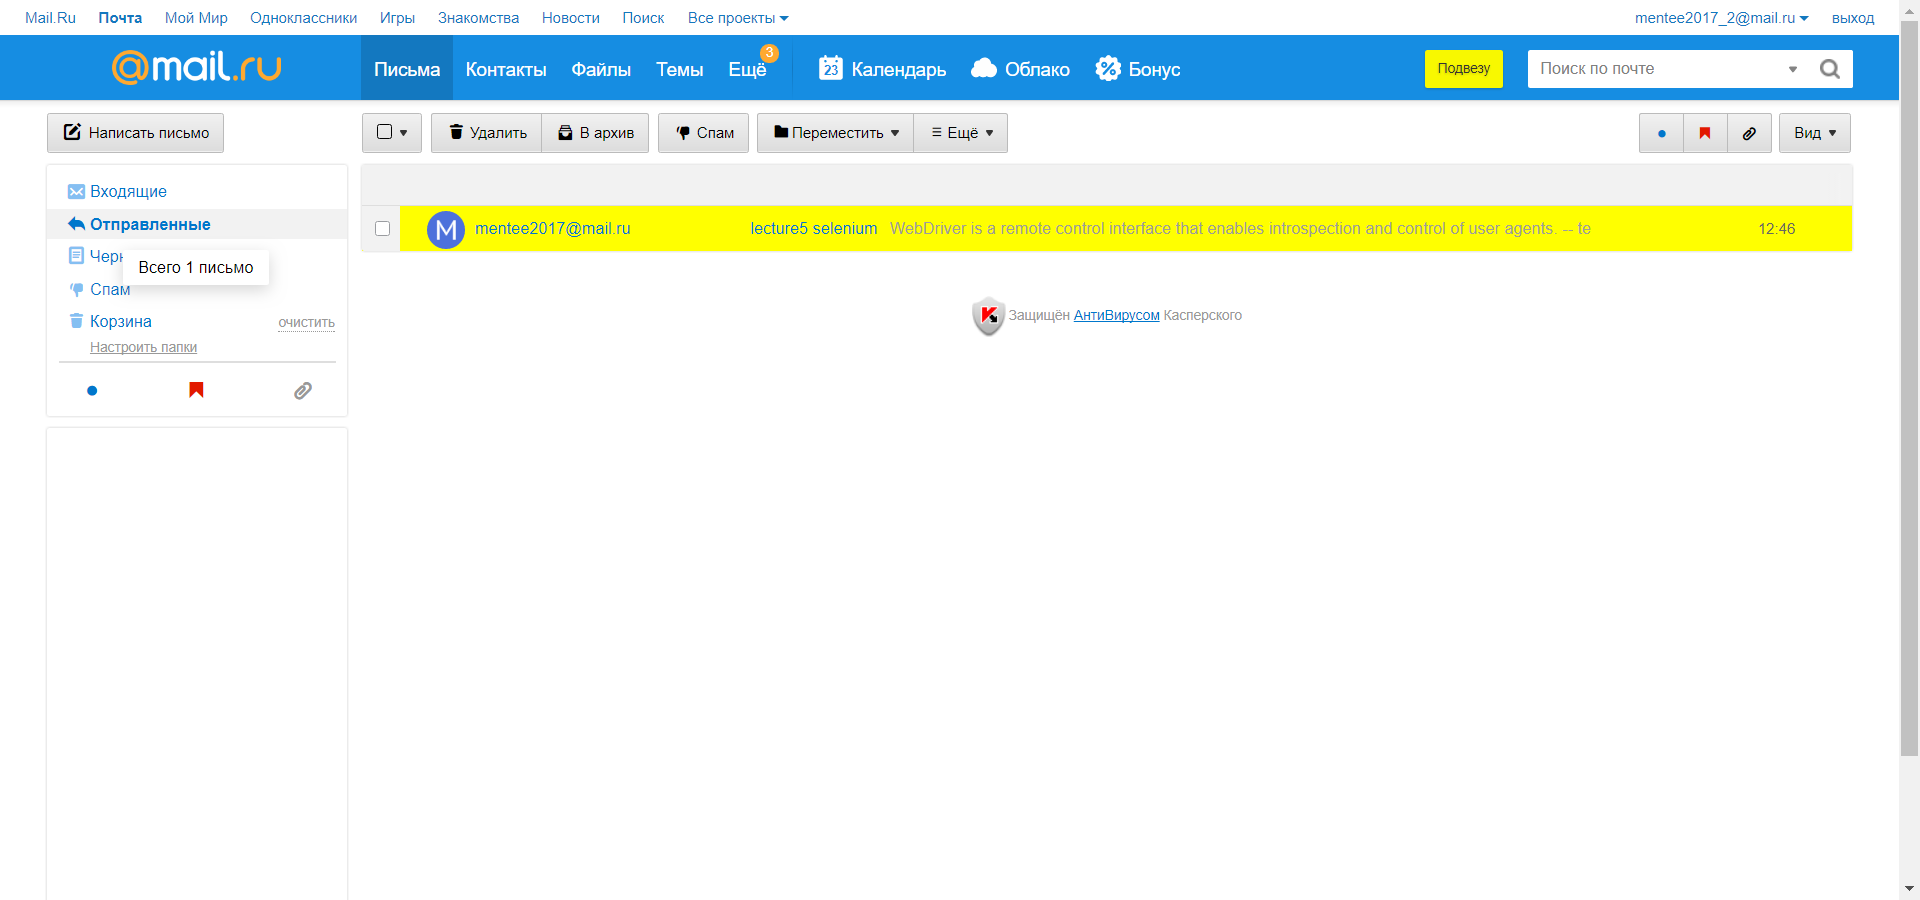 Mail.Ru Почта Мой Мир Одноклассники Игры Знакомства Новости Поиск Все проекты mentee2017_2@mail.ru выход
@mail.ru Письма Контакты Файлы Темы Ещё 3 23 Календарь Облако Бонус Подвезу Поиск по почте
Написать письмо Удалить В архив Спам Переместить Ещё Вид
Входящие
Отправленные
M mentee2017@mail.ru lecture5 selenium WebDriver is a remote control interface that enables introspection and control of user agents. -- te 12:46
Всего 1 письмо
Спам
Корзина очистить
Настроить папки
Защищён АнтиВирусом Касперского